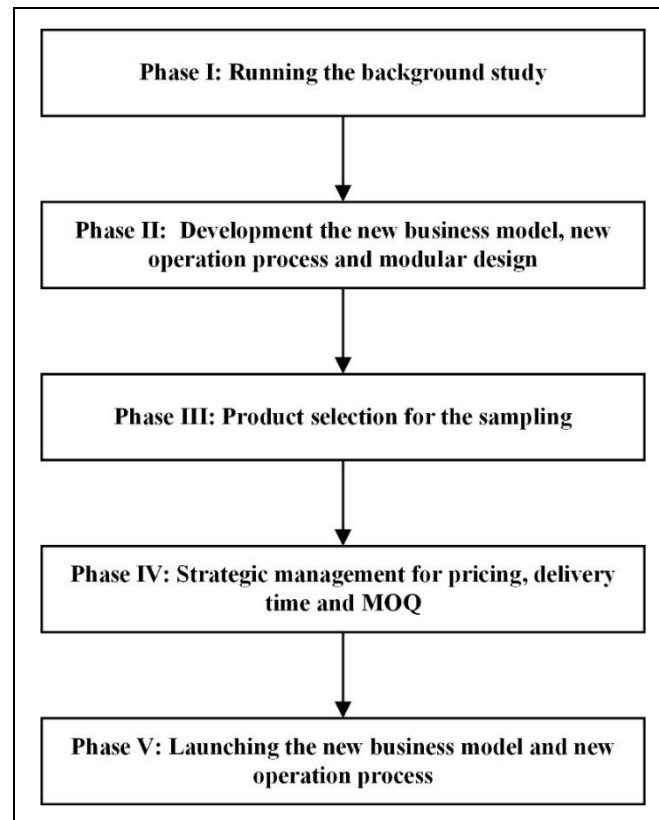 Phase I: Running the background study
Phase II:  Development the new business model, new
operation process and modular design
Phase III: Product selection for the sampling
Phase IV: Strategic management for pricing, delivery
time and MOQ
Phase V: Launching the new business model and new
operation process